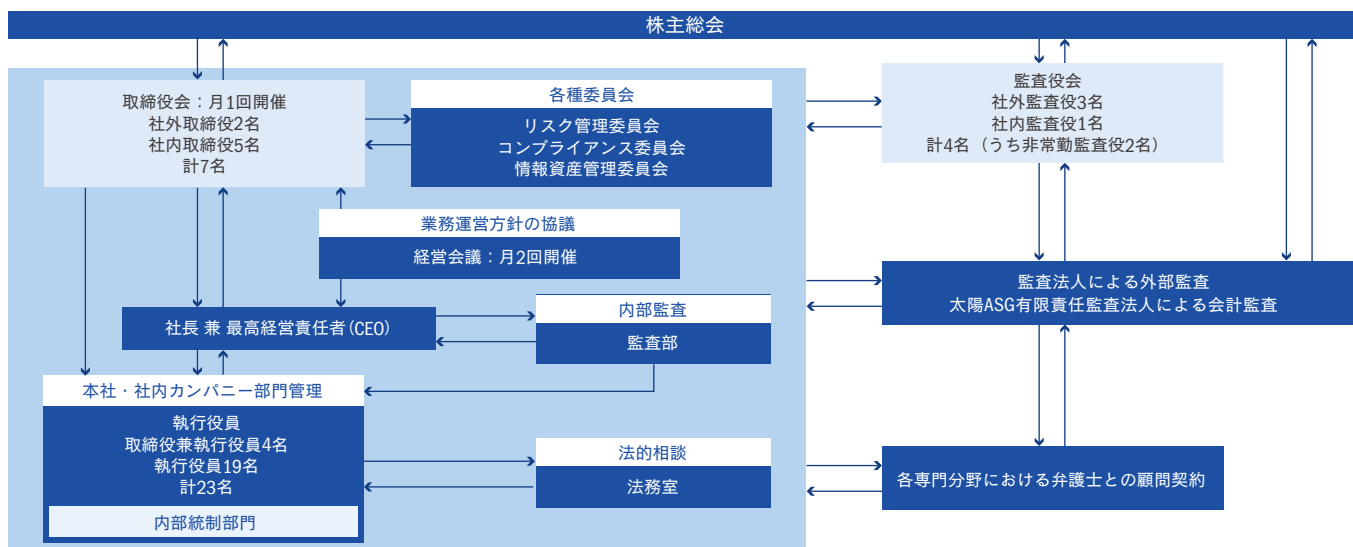 株主総会
取締役会：月1回開催
社外取締役2名
社内取締役5名
計7名
各種委員会
リスク管理委員会
コンプライアンス委員会
情報資産管理委員会
監査役会
社外監査役3名
社内監査役1名
計4名（うち非常勤監査役2名）
業務運営方針の協議
経営会議：月2回開催
社長 兼 最高経営責任者(CEO)
内部監査
監査部
監査法人による外部監査
太陽ASG有限責任監査法人による会計監査
本社・社内カンパニー部門管理
執行役員
取締役兼執行役員4名
執行役員19名
計23名
内部統制部門
法的相談
法務室
各専門分野における弁護士との顧問契約